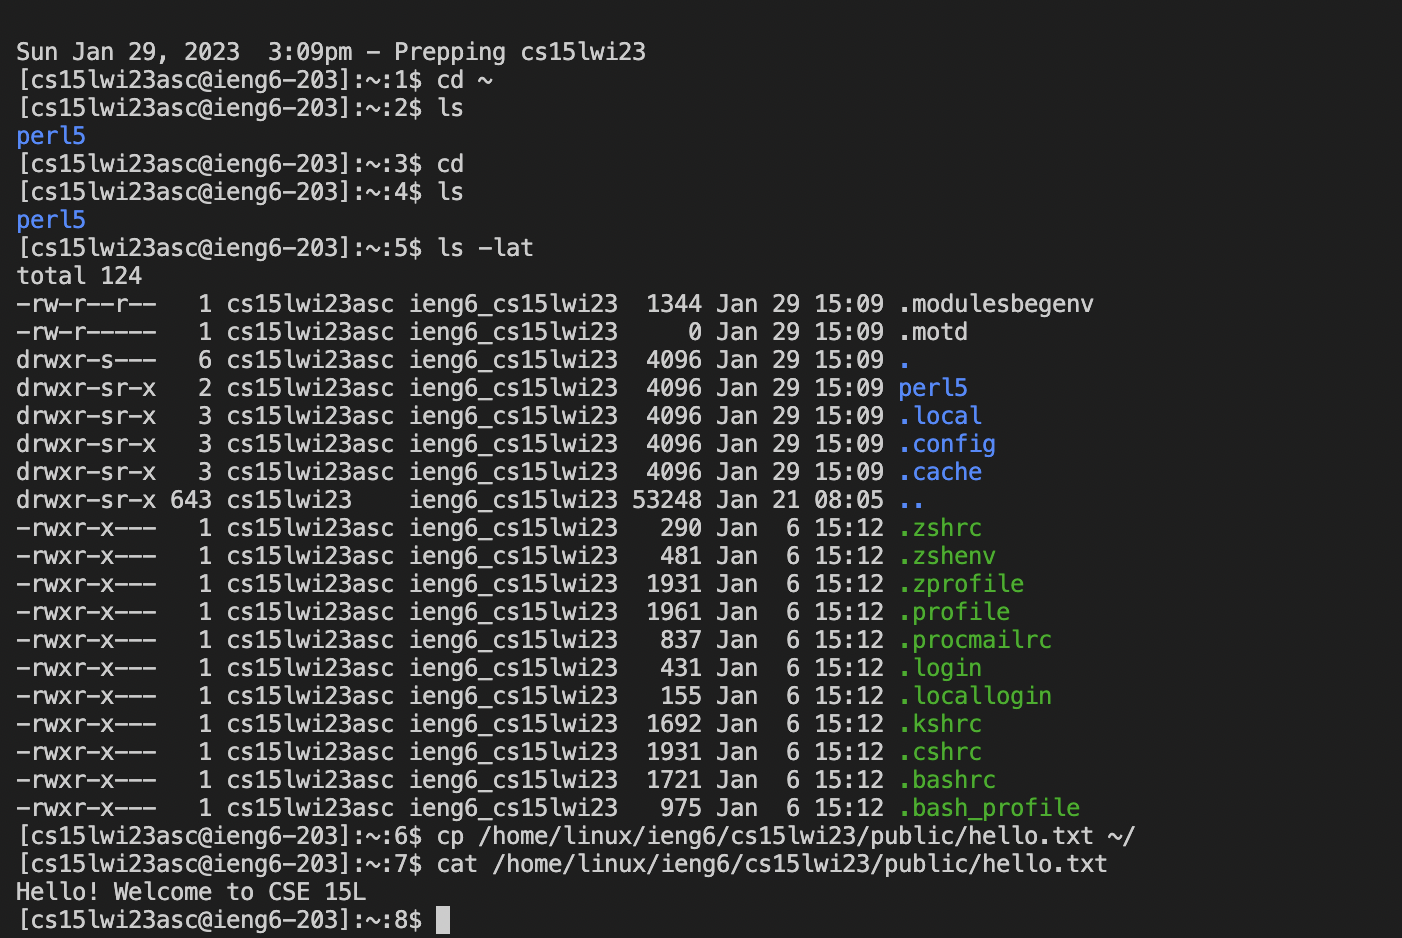 Sun Jan 29, 2023  3:09pm - Prepping cs15lwi23
[cs15lwi23asc@ieng6-203]:~:1$ cd ~
[cs15lwi23asc@ieng6-203]:~:2$ ls
perl5
[cs15lwi23asc@ieng6-203]:~:3$ cd
[cs15lwi23asc@ieng6-203]:~:4$ ls
perl5
[cs15lwi23asc@ieng6-203]:~:5$ ls -lat
total 124
-rw-r--r--   1 cs15lwi23asc ieng6_cs15lwi23  1344 Jan 29 15:09 .modulesbegenv
-rw-r-----   1 cs15lwi23asc ieng6_cs15lwi23     0 Jan 29 15:09 .motd
drwxr-s---   6 cs15lwi23asc ieng6_cs15lwi23  4096 Jan 29 15:09 .
drwxr-sr-x   2 cs15lwi23asc ieng6_cs15lwi23  4096 Jan 29 15:09 perl5
drwxr-sr-x   3 cs15lwi23asc ieng6_cs15lwi23  4096 Jan 29 15:09 .local
drwxr-sr-x   3 cs15lwi23asc ieng6_cs15lwi23  4096 Jan 29 15:09 .config
drwxr-sr-x   3 cs15lwi23asc ieng6_cs15lwi23  4096 Jan 29 15:09 .cache
drwxr-sr-x 643 cs15lwi23    ieng6_cs15lwi23 53248 Jan 21 08:05 ..
-rwxr-x---   1 cs15lwi23asc ieng6_cs15lwi23   290 Jan  6 15:12 .zshrc
-rwxr-x---   1 cs15lwi23asc ieng6_cs15lwi23   481 Jan  6 15:12 .zshenv
-rwxr-x---   1 cs15lwi23asc ieng6_cs15lwi23  1931 Jan  6 15:12 .zprofile
-rwxr-x---   1 cs15lwi23asc ieng6_cs15lwi23  1961 Jan  6 15:12 .profile
-rwxr-x---   1 cs15lwi23asc ieng6_cs15lwi23   837 Jan  6 15:12 .procmailrc
-rwxr-x---   1 cs15lwi23asc ieng6_cs15lwi23   431 Jan  6 15:12 .login
-rwxr-x---   1 cs15lwi23asc ieng6_cs15lwi23   155 Jan  6 15:12 .locallogin
-rwxr-x---   1 cs15lwi23asc ieng6_cs15lwi23  1692 Jan  6 15:12 .kshrc
-rwxr-x---   1 cs15lwi23asc ieng6_cs15lwi23  1931 Jan  6 15:12 .cshrc
-rwxr-x---   1 cs15lwi23asc ieng6_cs15lwi23  1721 Jan  6 15:12 .bashrc
-rwxr-x---   1 cs15lwi23asc ieng6_cs15lwi23   975 Jan  6 15:12 .bash_profile
[cs15lwi23asc@ieng6-203]:~:6$ cp /home/linux/ieng6/cs15lwi23/public/hello.txt ~/
[cs15lwi23asc@ieng6-203]:~:7$ cat /home/linux/ieng6/cs15lwi23/public/hello.txt
Hello! Welcome to CSE 15L
[cs15lwi23asc@ieng6-203]:~:8$